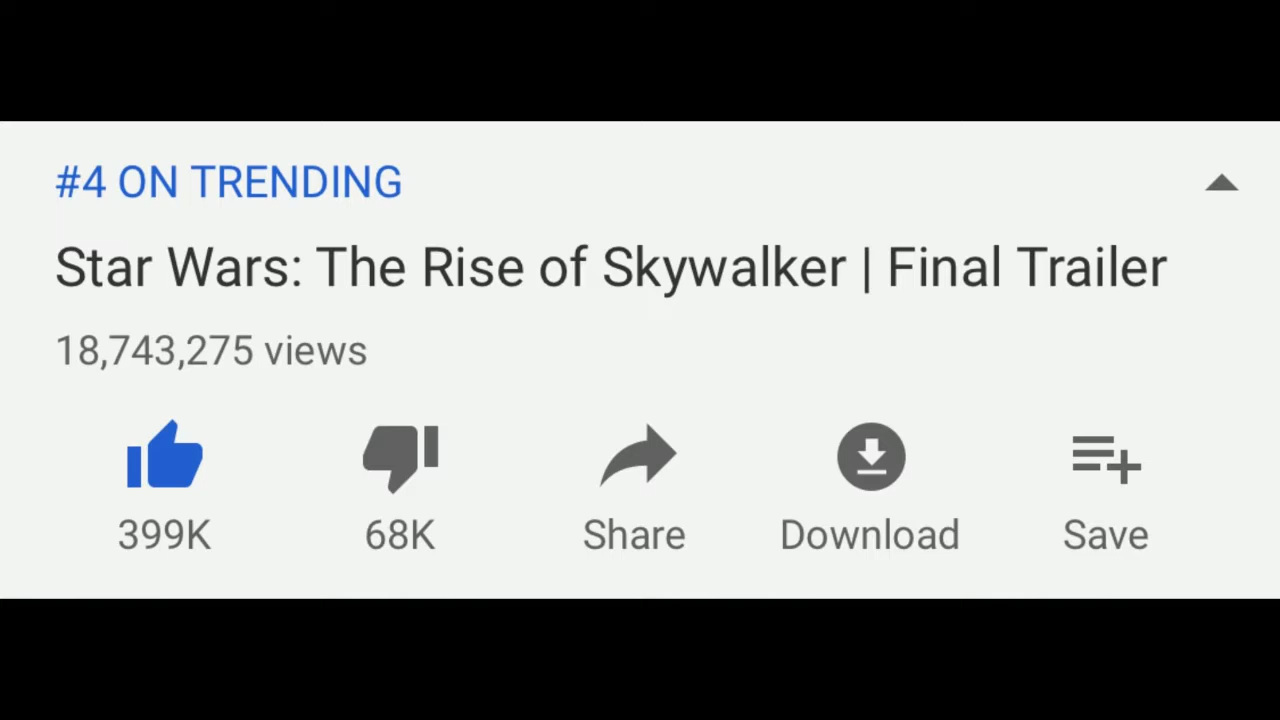 #4 ON TRENDING
Star Wars: The Rise of Skywalker | Final Trailer
18,743,275 views
399K 68K Share Download Save